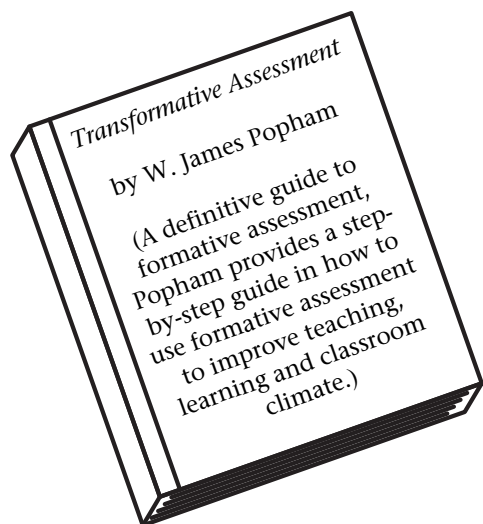 Transformative Assessment
by W. James Popham
(A definitive guide to
formative assessment,
Popham provides a step-
by-step guide in how to
use formative assessment
to improve teaching,
learning and classroom
climate.)